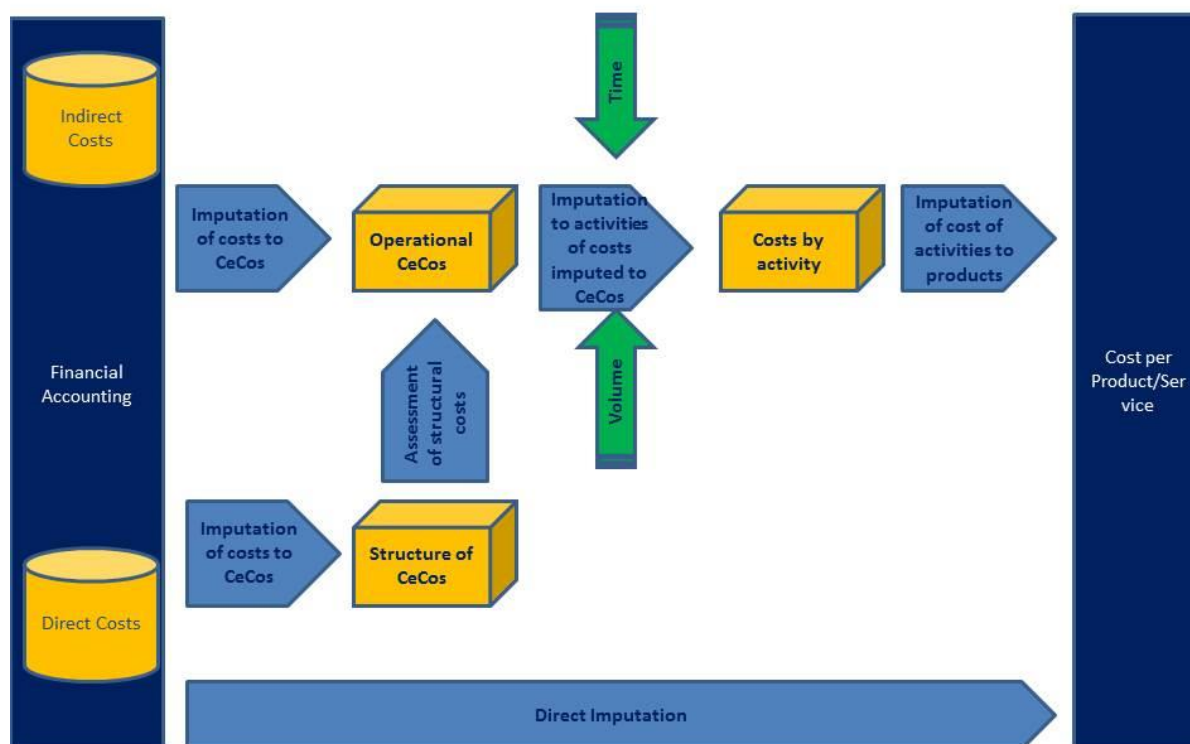 Indirect
Costs
Financial
Accounting
Direct Costs
Imputation
of costs to
CeCos
Operational
CeCos
Time
Imputation
to activities
of costs
imputed to
CeCos
Volume
Costs by
activity
Imputation
of cost of
activities to
products
Assessment
of structural
costs
Imputation
of costs to
CeCos
Structure of
CeCos
Direct Imputation
Cost per
Product/Ser
vice